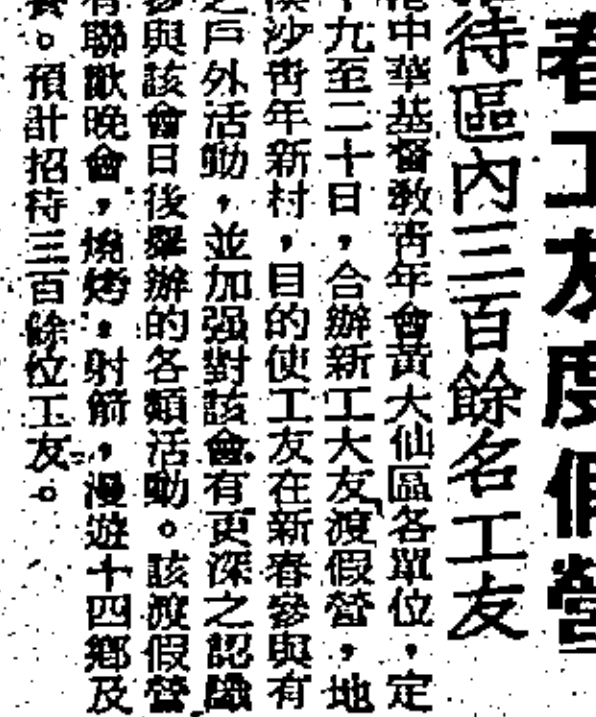 春工友度假營
待區內三百餘名工友
中華基督教青年會黃大仙區各單位，定
九至二十日，合辦新工大友渡假營，地
沙青年新村，目的使工友在新春參與有
之戶外活動，並加强對該會有更深之認識
參與該會日後舉辦的各類活動。該渡假營
有聯歡晚會，燒烤，射箭，漫遊十四鄉及
。預計招待三百餘位工友。